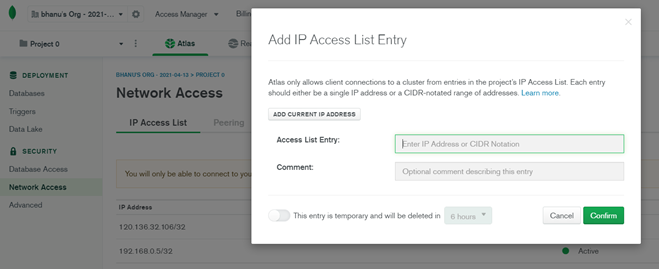 bhanu's Org - 2021-...
Access Manager
Billin
Project 0
Atlas
Rea
DEPLOYMENT
Databases
Triggers
Data Lake
SECURITY
Database Access
Network Access
Advanced
BHANU'S ORG - 2021-04-13 > PROJECT 0
Network Access
IP Access List
Peering
You will only be able to connect to you
IP Address
120.136.32.106/32
192.168.0.5/32
Active
Add IP Access List Entry
Atlas only allows client connections to a cluster from entries in the project's IP Access List. Each entry
should either be a single IP address or a CIDR-notated range of addresses. Learn more.
ADD CURRENT IP ADDRESS
Access List Entry:
Enter IP Address or CIDR Notation
Comment:
Optional comment describing this entry
This entry is temporary and will be deleted in
6 hours
Cancel
Confirm